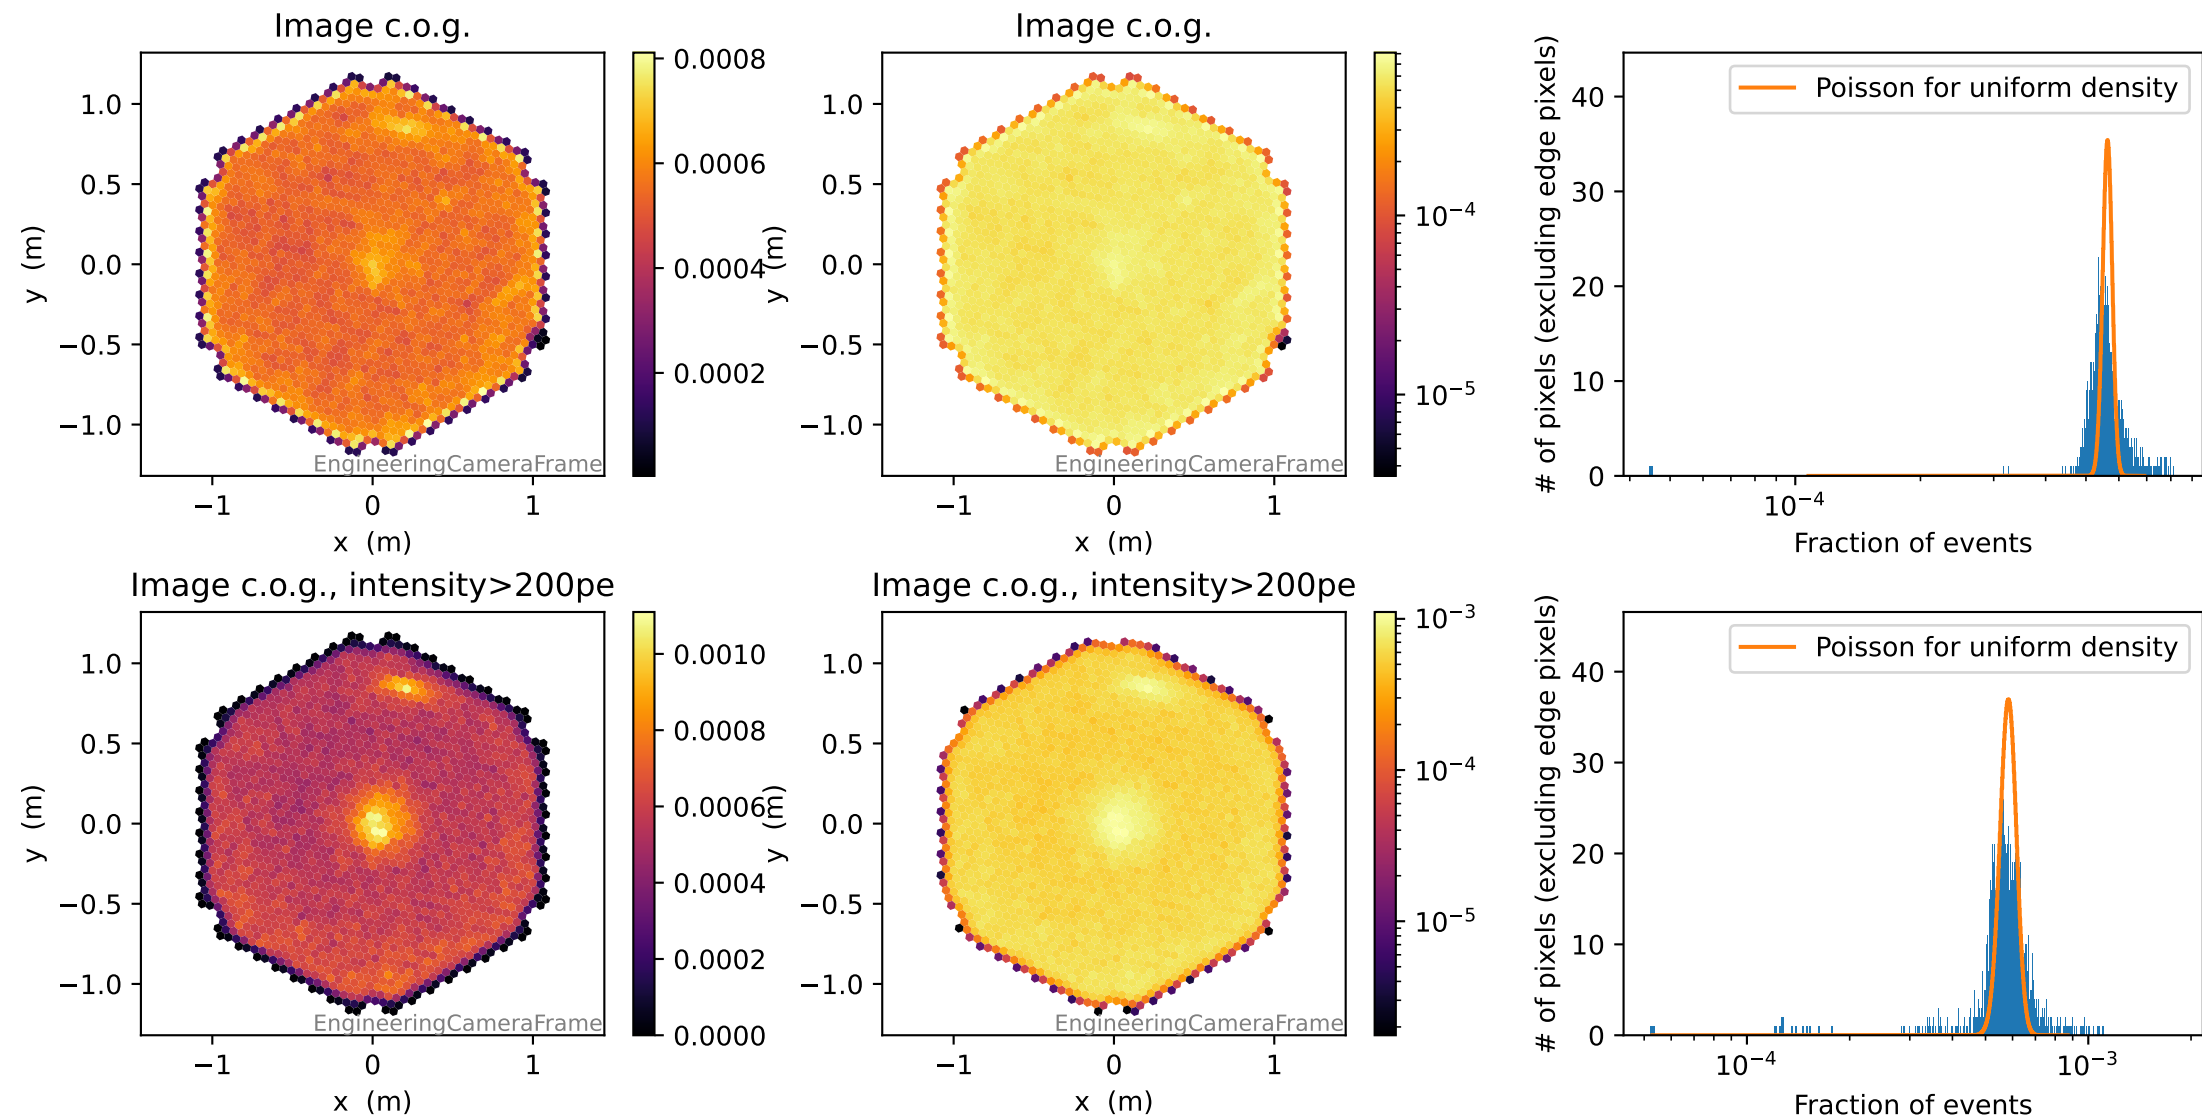 Image c.o.g.
y (m)
1.0
0.5
0.0
−0.5
−1.0
−1
0
1
x (m)
EngineeringCameraFrame
0.0008
0.0006
0.0004
0.0002
Image c.o.g.
y (m)
1.0
0.5
0.0
−0.5
−1.0
−1
0
1
x (m)
EngineeringCameraFrame
10−4
10−5
# of pixels (excluding edge pixels)
40
30
20
10
0
Poisson for uniform density
10−4
Fraction of events
Image c.o.g., intensity>200pe
y (m)
1.0
0.5
0.0
−0.5
−1.0
−1
0
1
x (m)
EngineeringCameraFrame
0.0010
0.0008
0.0006
0.0004
0.0002
0.0000
Image c.o.g., intensity>200pe
y (m)
1.0
0.5
0.0
−0.5
−1.0
−1
0
1
x (m)
EngineeringCameraFrame
10−3
10−4
10−5
# of pixels (excluding edge pixels)
40
30
20
10
0
Poisson for uniform density
10−4
10−3
Fraction of events